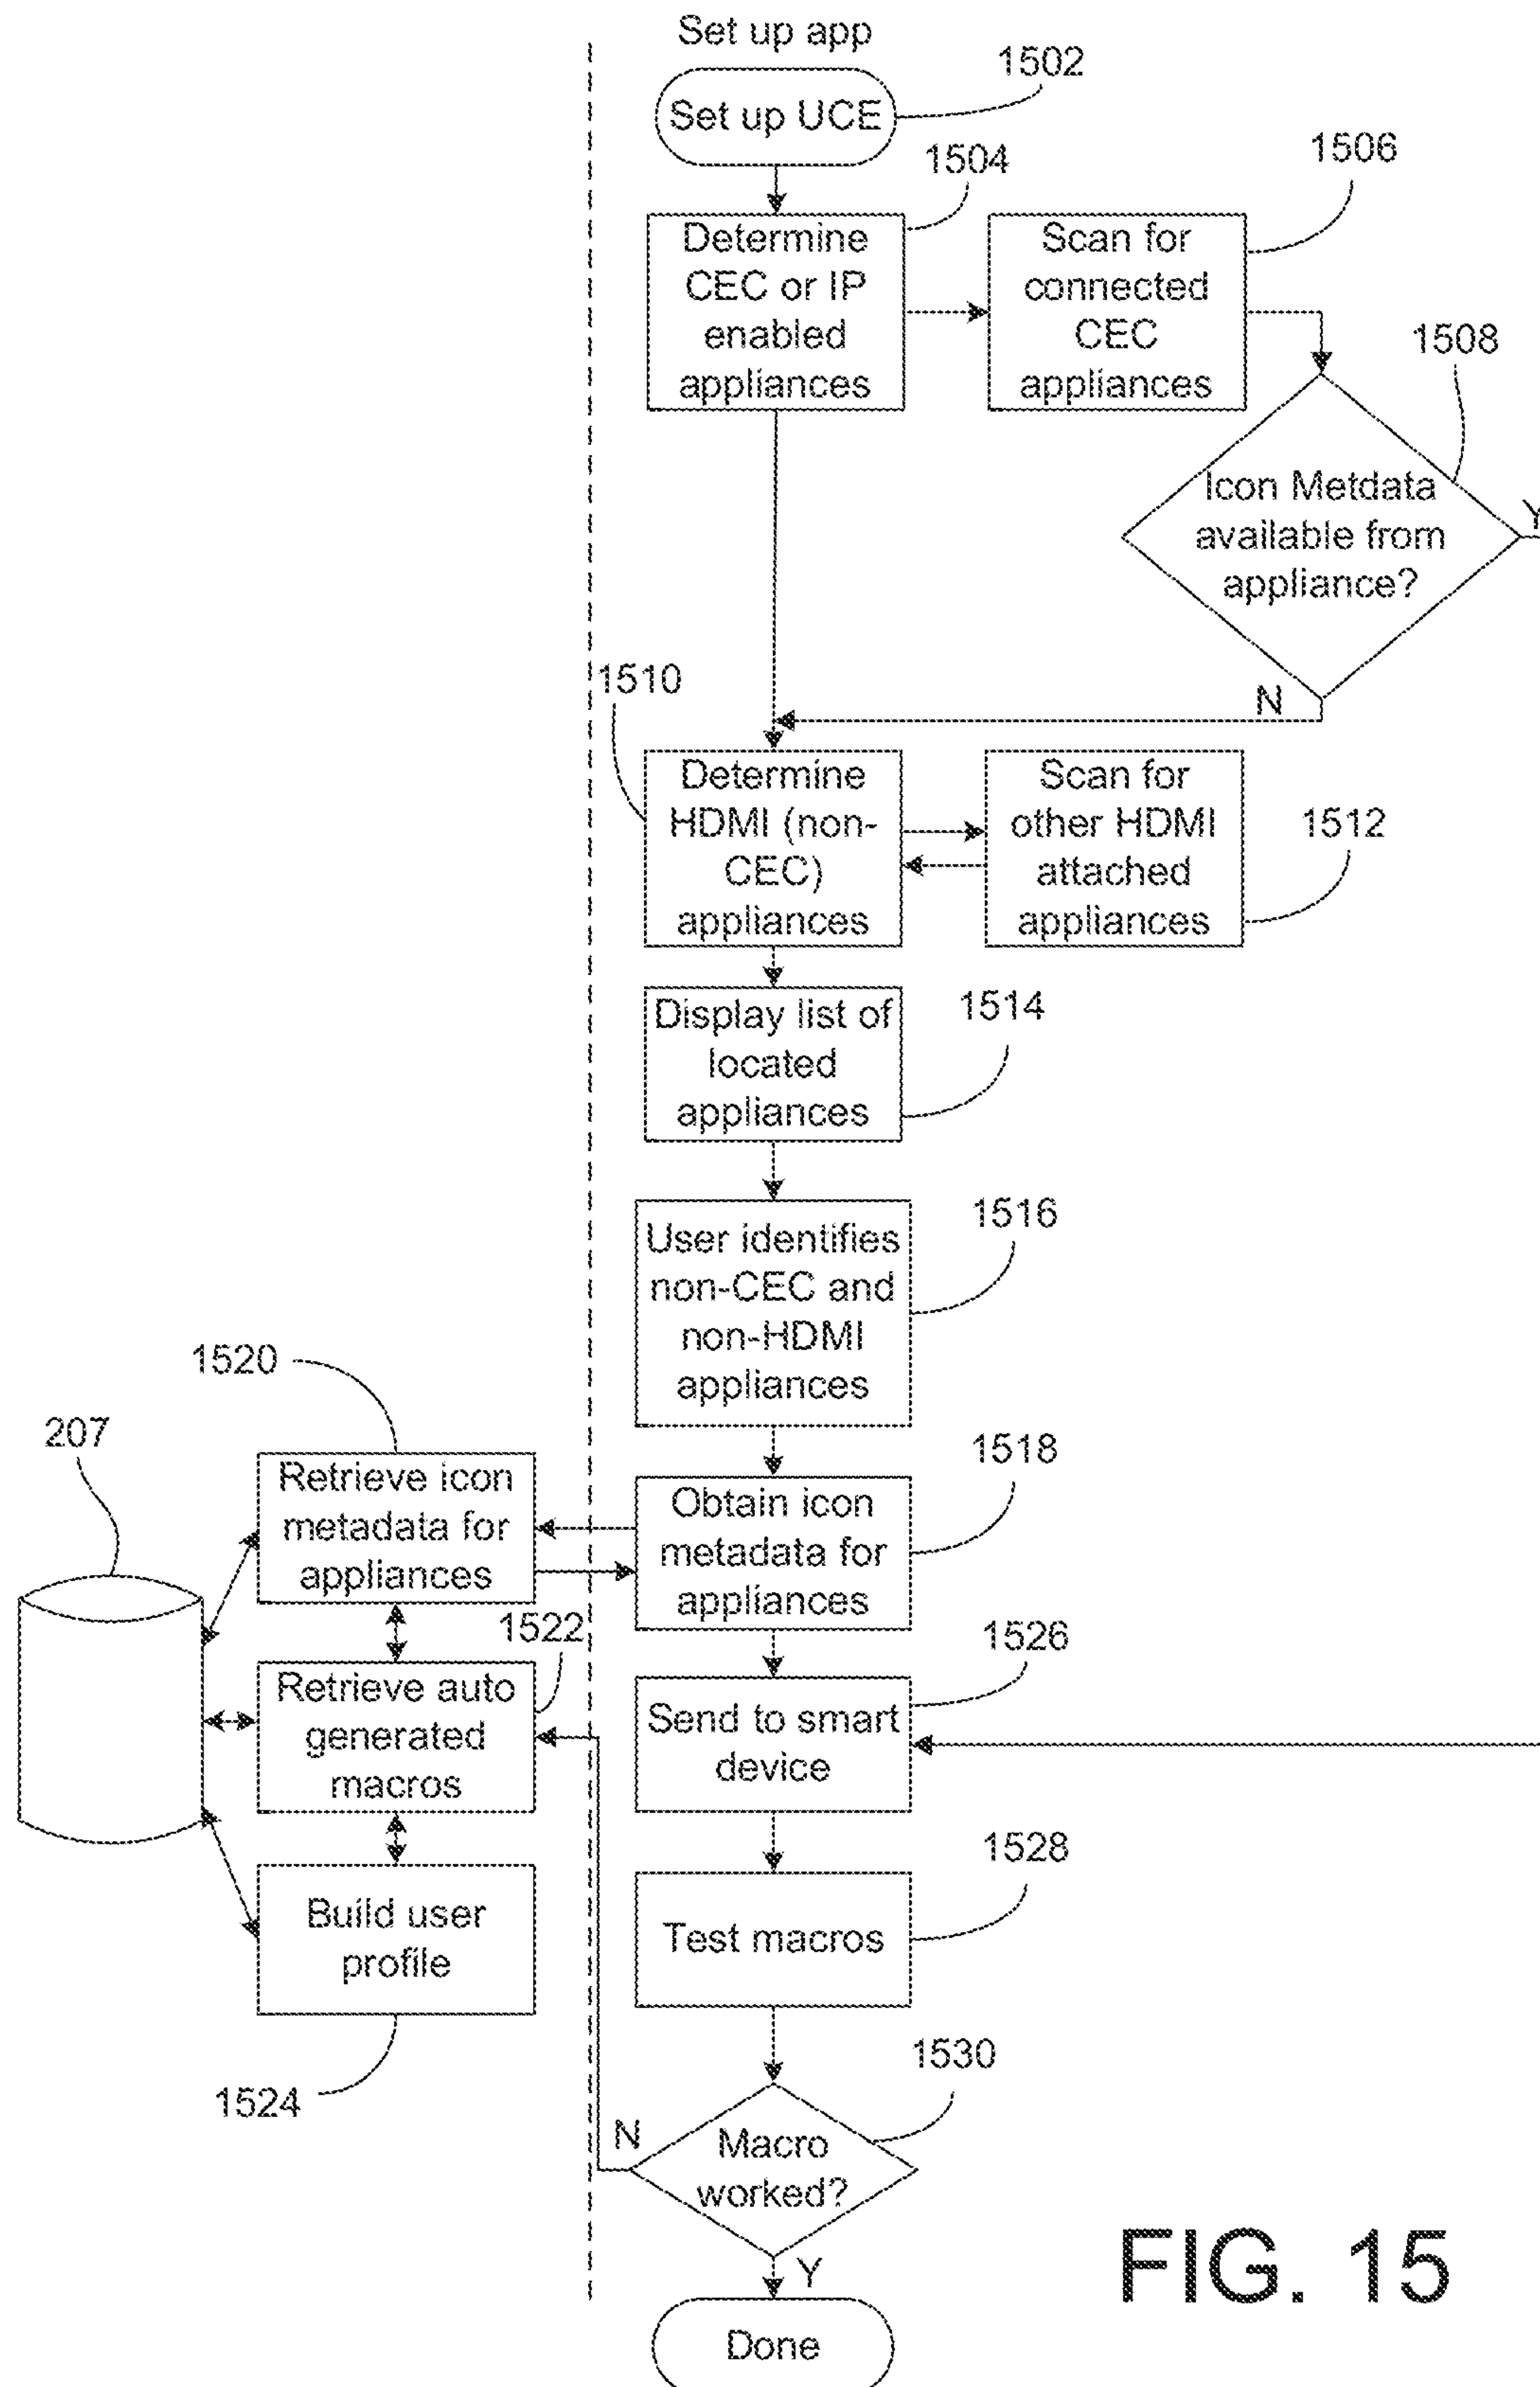 Set up app
1502
Set up UCE
1504
1506
Determine
CEC or IP
enabled
appliances
Scan for
connected
CEC
appliances
1508
Icon Metdata
available from
appliance?
Y
N
1510
Determine
HDMI (non-
CEC)
appliances
Scan for
other HDMI
attached
appliances
1512
Display list of
located
appliances
1514
User identifies
non-CEC and
non-HDMI
appliances
1516
1520
207
Retrieve icon
metadata for
appliances
Obtain icon
metadata for
appliances
1518
1522
Retrieve auto
generated
macros
Send to smart
device
1526
Build user
profile
1524
Test macros
1528
1530
N
Macro
worked?
Y
Done
FIG. 15